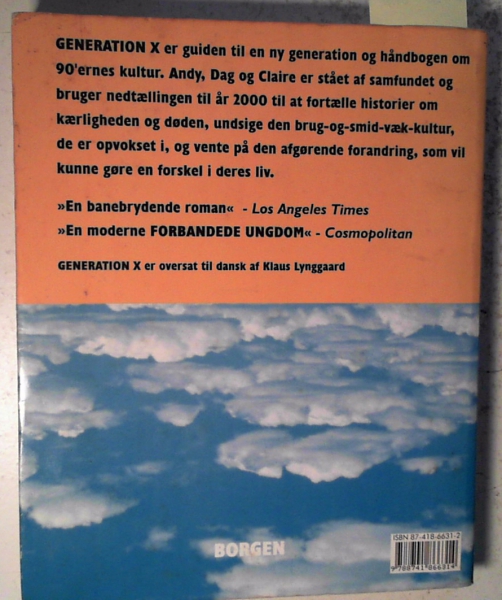 GENERATION X er guiden til en ny generation og håndbogen om
90'ernes kultur. Andy, Dag og Claire er stået af samfundet og
bruger nedtællingen til år 2000 til at fortælle historier om
kærligheden og døden, undsige den brug-og-smid-væk-kultur,
de er opvokset i, og vente på den afgørende forandring, som vil
kunne gøre en forskel i deres liv.
»En banebrydende roman« - Los Angeles Times
»En moderne FORBANDEDE UNGDOM« - Cosmopolitan
GENERATION X er oversat til dansk af Klaus Lynggaard
ISBN 87-418-6631-2
BORGEN
9 788741 866314